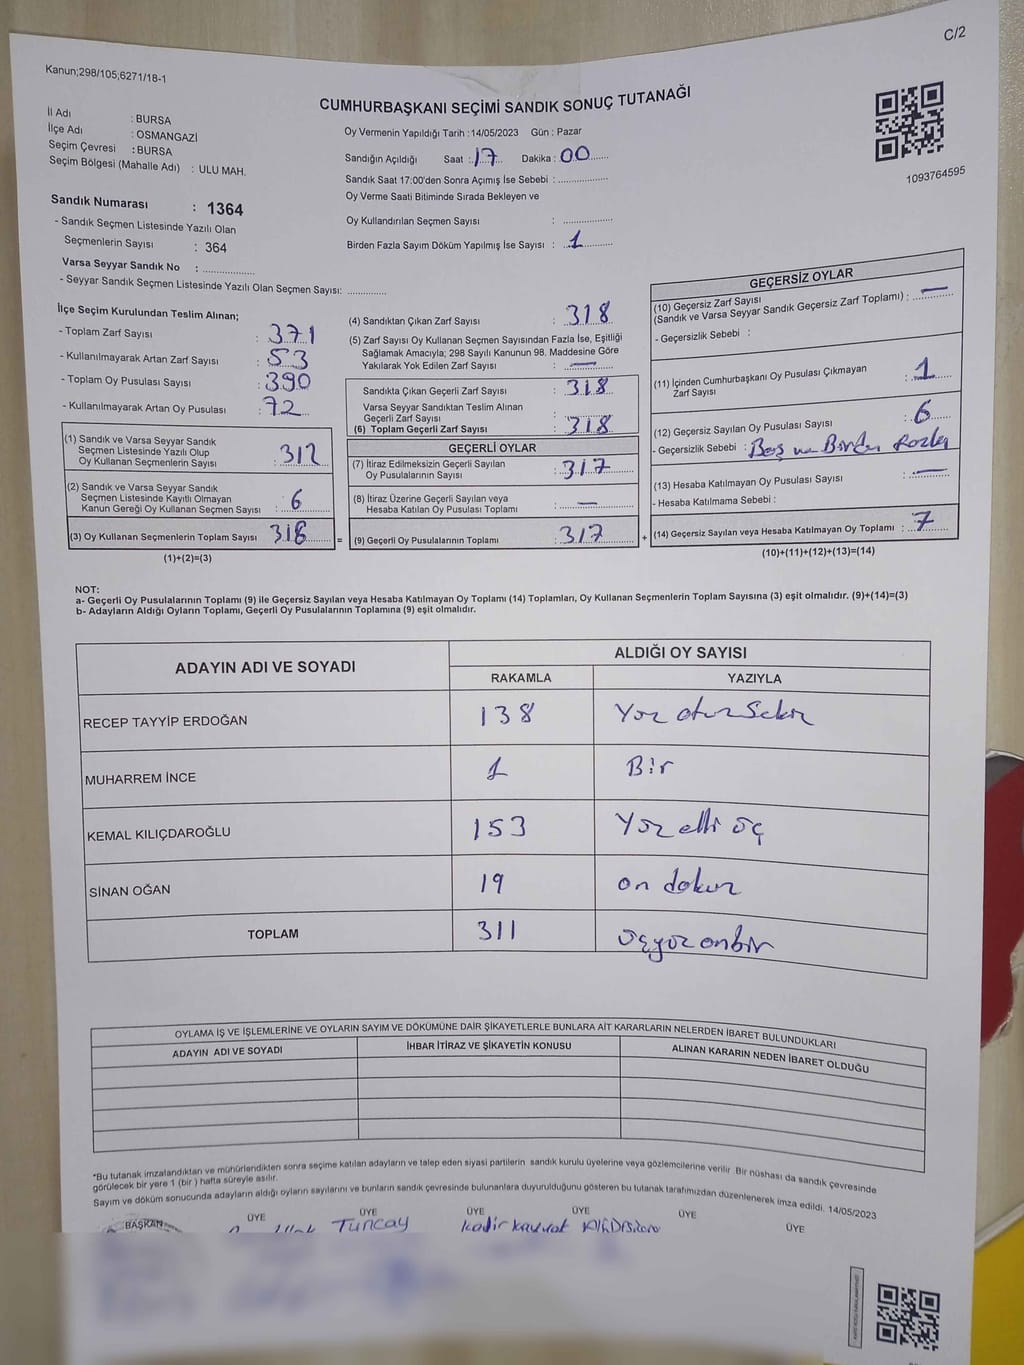 C/2
Kanun;298/105;6271/18-1
CUMHURBAŞKANI SEÇİMİ SANDIK SONUÇ TUTANAĞI
1093764595
İl Adı : BURSA
İlçe Adı : OSMANGAZİ
Seçim Çevresi : BURSA
Seçim Bölgesi (Mahalle Adı) : ULU MAH.
Oy Vermenin Yapıldığı Tarih : 14/05/2023 Gün : Pazar
Sandığın Açıldığı Saat : 17 Dakika : 00
Sandık Saat 17:00'den Sonra Açımış İse Sebebi :
Oy Verme Saati Bitiminde Sırada Bekleyen ve
Oy Kullandırılan Seçmen Sayısı :
Birden Fazla Sayım Döküm Yapılmış İse Sayısı : 1
Sandık Numarası : 1364
- Sandık Seçmen Listesinde Yazılı Olan
Seçmenlerin Sayısı : 364
Varsa Seyyar Sandık No :
- Seyyar Sandık Seçmen Listesinde Yazılı Olan Seçmen Sayısı:
İlçe Seçim Kurulundan Teslim Alınan;
- Toplam Zarf Sayısı : 371
- Kullanılmayarak Artan Zarf Sayısı : 53
- Toplam Oy Pusulası Sayısı : 390
- Kullanılmayarak Artan Oy Pusulası : 72
(1) Sandık ve Varsa Seyyar Sandık
Seçmen Listesinde Yazılı Olup
Oy Kullanan Seçmenlerin Sayısı : 312
(2) Sandık ve Varsa Seyyar Sandık
Seçmen Listesinde Kayıtlı Olmayan
Kanun Gereği Oy Kullanan Seçmen Sayısı : 6
(3) Oy Kullanan Seçmenlerin Toplam Sayısı 318
(1)+(2)=(3)
(4) Sandıktan Çıkan Zarf Sayısı : 318
(5) Zarf Sayısı Oy Kullanan Seçmen Sayısından Fazla İse, Eşitliği
Sağlamak Amacıyla; 298 Sayılı Kanunun 98. Maddesine Göre
Yakılarak Yok Edilen Zarf Sayısı : —
Sandıkta Çıkan Geçerli Zarf Sayısı : 318
Varsa Seyyar Sandıktan Teslim Alınan
Geçerli Zarf Sayısı
(6) Toplam Geçerli Zarf Sayısı : 318
GEÇERLİ OYLAR
(7) İtiraz Edilmeksizin Geçerli Sayılan
Oy Pusulalarının Sayısı : 317
(8) İtiraz Üzerine Geçerli Sayılan veya
Hesaba Katılan Oy Pusulası Toplamı : —
= (9) Geçerli Oy Pusulalarının Toplamı : 317
GEÇERSİZ OYLAR
(10) Geçersiz Zarf Sayısı
(Sandık ve Varsa Seyyar Sandık Geçersiz Zarf Toplamı) : —
- Geçersizlik Sebebi :
(11) İçinden Cumhurbaşkanı Oy Pusulası Çıkmayan
Zarf Sayısı : 1
(12) Geçersiz Sayılan Oy Pusulası Sayısı : 6
- Geçersizlik Sebebi : Boş ve Birden Fazla
(13) Hesaba Katılmayan Oy Pusulası Sayısı : —
- Hesaba Katılmama Sebebi :
+ (14) Geçersiz Sayılan veya Hesaba Katılmayan Oy Toplamı : 7
(10)+(11)+(12)+(13)=(14)
NOT:
a- Geçerli Oy Pusulalarının Toplamı (9) ile Geçersiz Sayılan veya Hesaba Katılmayan Oy Toplamı (14) Toplamları, Oy Kullanan Seçmenlerin Toplam Sayısına (3) eşit olmalıdır. (9)+(14)=(3)
b- Adayların Aldığı Oyların Toplamı, Geçerli Oy Pusulalarının Toplamına (9) eşit olmalıdır.
ADAYIN ADI VE SOYADI ALDIĞI OY SAYISI
RAKAMLA YAZIYLA
RECEP TAYYİP ERDOĞAN 138 Yüz otuz Sekiz
MUHARREM İNCE 1 Bir
KEMAL KILIÇDAROĞLU 153 Yüz elli üç
SİNAN OĞAN 19 on dokuz
TOPLAM 311 üçyüz onbir
OYLAMA İŞ VE İŞLEMLERİNE VE OYLARIN SAYIM VE DÖKÜMÜNE DAİR ŞİKAYETLERLE BUNLARA AİT KARARLARIN NELERDEN İBARET BULUNDUKLARI
ADAYIN ADI VE SOYADI İHBAR İTİRAZ VE ŞİKAYETİN KONUSU ALINAN KARARIN NEDEN İBARET OLDUĞU
*Bu tutanak imzalandıktan ve mühürlendikten sonra seçime katılan adayların ve talep eden siyasi partilerin sandık kurulu üyelerine veya gözlemcilerine verilir. Bir nüshası da sandık çevresinde
görülecek bir yere 1 (bir) hafta süreyle asılır.
Sayım ve döküm sonucunda adayların aldığı oyların sayılarını ve bunların sandık çevresinde bulunanlara duyurulduğunu gösteren bu tutanak tarafımızdan düzenlenerek imza edildi. 14/05/2023
BAŞKAN ÜYE ÜYE ÜYE ÜYE ÜYE ÜYE
Tuncay Kadir